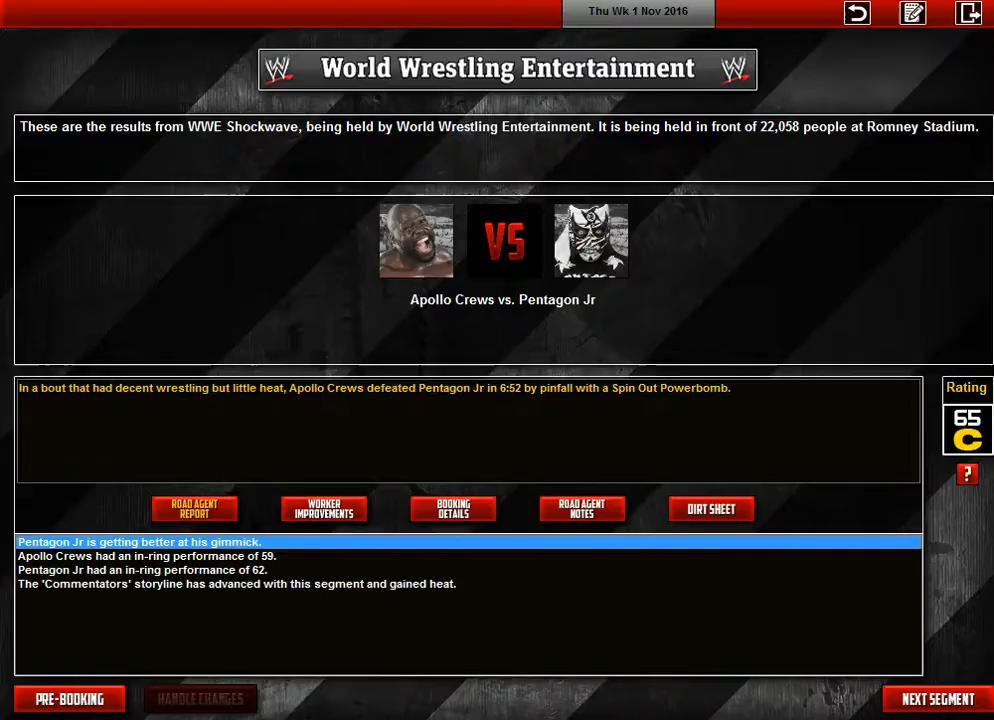 Thu Wk 1 Nov 2016
World Wrestling Entertainment
These are the results from WWE Shockwave, being held by World Wrestling Entertainment. It is being held in front of 22,058 people at Romney Stadium.
VS
Apollo Crews vs. Pentagon Jr
In a bout that had decent wrestling but little heat, Apollo Crews defeated Pentagon Jr in 6:52 by pinfall with a Spin Out Powerbomb.
Rating
65
C
?
ROAD AGENT REPORT
WORKER IMPROVEMENTS
BOOKING DETAILS
ROAD AGENT NOTES
DIRT SHEET
Pentagon Jr is getting better at his gimmick.
Apollo Crews had an in-ring performance of 59.
Pentagon Jr had an in-ring performance of 62.
The 'Commentators' storyline has advanced with this segment and gained heat.
PRE-BOOKING
HANDLE CHANGES
NEXT SEGMENT